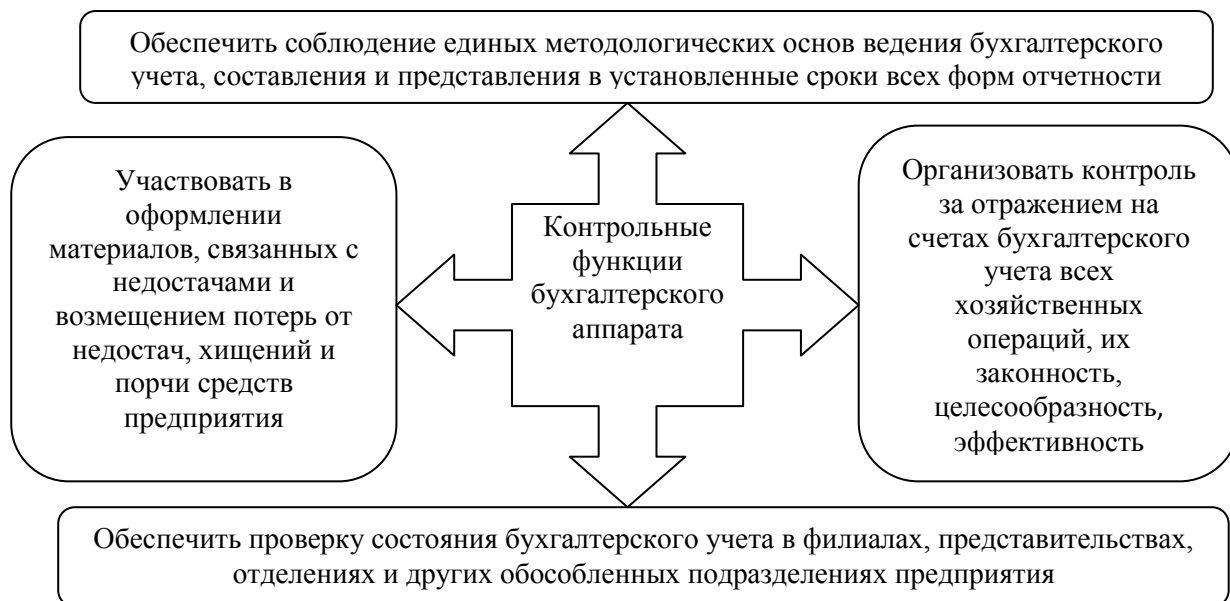 Обеспечить соблюдение единых методологических основ ведения бухгалтерского
учета, составления и представления в установленные сроки всех форм отчетности
Участвовать в
оформлении
материалов, связанных с
недостачами и
возмещением потерь от
недостач, хищений и
порчи средств
предприятия
Контрольные
функции
бухгалтерского
аппарата
Организовать контроль
за отражением на
счетах бухгалтерского
учета всех
хозяйственных
операций, их
законность,
целесообразность,
эффективность
Обеспечить проверку состояния бухгалтерского учета в филиалах, представительствах,
отделениях и других обособленных подразделениях предприятия